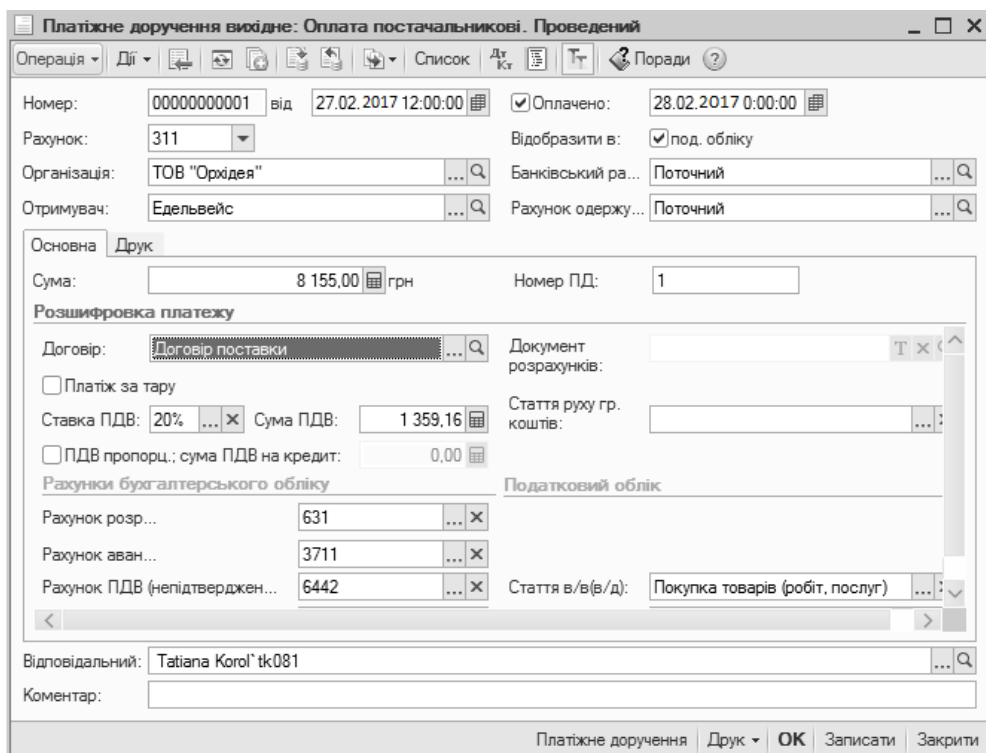 Платіжне доручення вихідне: Оплата постачальникові. Проведений
Операція Дії Список Дт Кт Поради
Номер: 00000000001 від 27.02.2017 12:00:00 Оплачено: 28.02.2017 0:00:00
Рахунок: 311 Відобразити в: под. обліку
Організація: ТОВ "Орхідея" ... Банківський ра... Поточний ...
Отримувач: Едельвейс ... Рахунок одержу... Поточний ...
Основна Друк
Сума: 8 155,00 грн Номер ПД: 1
Розшифровка платежу
Договір: Договір поставки ... Документ розрахунків: T
Платіж за тару
Ставка ПДВ: 20% ... Сума ПДВ: 1 359,16 Стаття руху гр. коштів: ...
ПДВ пропорц.; сума ПДВ на кредит: 0,00
Рахунки бухгалтерського обліку Податковий облік
Рахунок розр... 631 ...
Рахунок аван... 3711 ...
Рахунок ПДВ (непідтверджен... 6442 ... Стаття в/в(в/д): Покупка товарів (робіт, послуг) ...
Відповідальний: Tatiana Korol`tk081 ...
Коментар:
Платіжне доручення Друк OK Записати Закрити